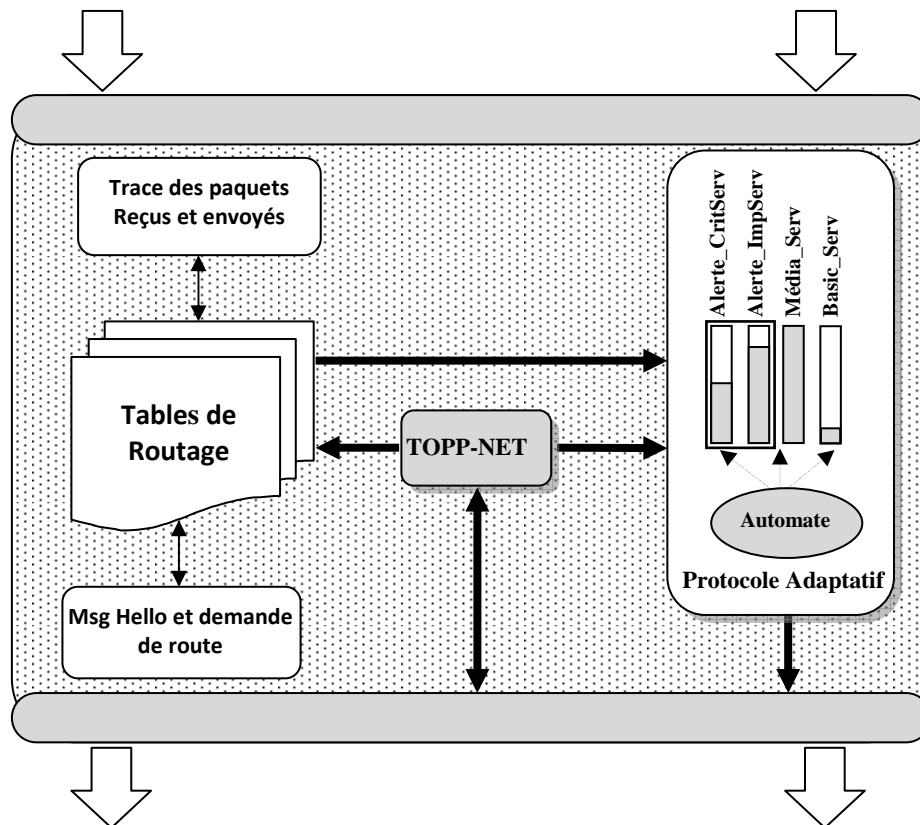 Trace des paquets
Reçus et envoyés
Alerte_CritServ
Alerte_ImpServ
Média_Serv
Basic_Serv
Tables de
Routage
TOPP-NET
Automate
Protocole Adaptatif
Msg Hello et demande
de route